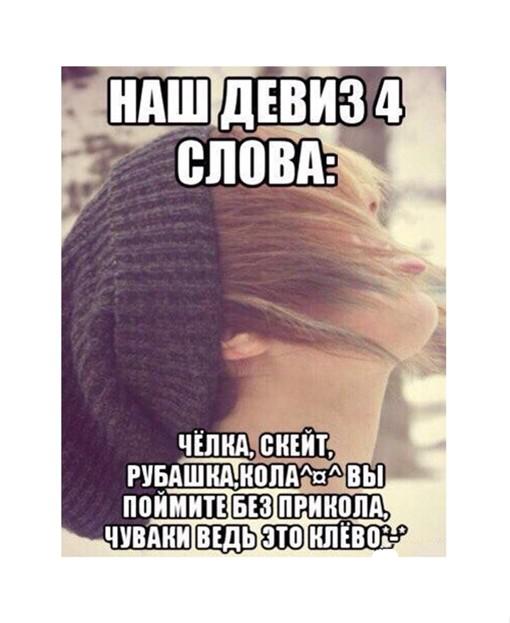 НАШ ДЕВИЗ 4
СЛОВА:
ЧЁЛКА, СКЕЙТ,
РУБАШКА,КОЛА^¤^ ВЫ
ПОЙМИТЕ БЕЗ ПРИКОЛА,
ЧУВАКИ ВЕДЬ ЭТО КЛЁВО*-*